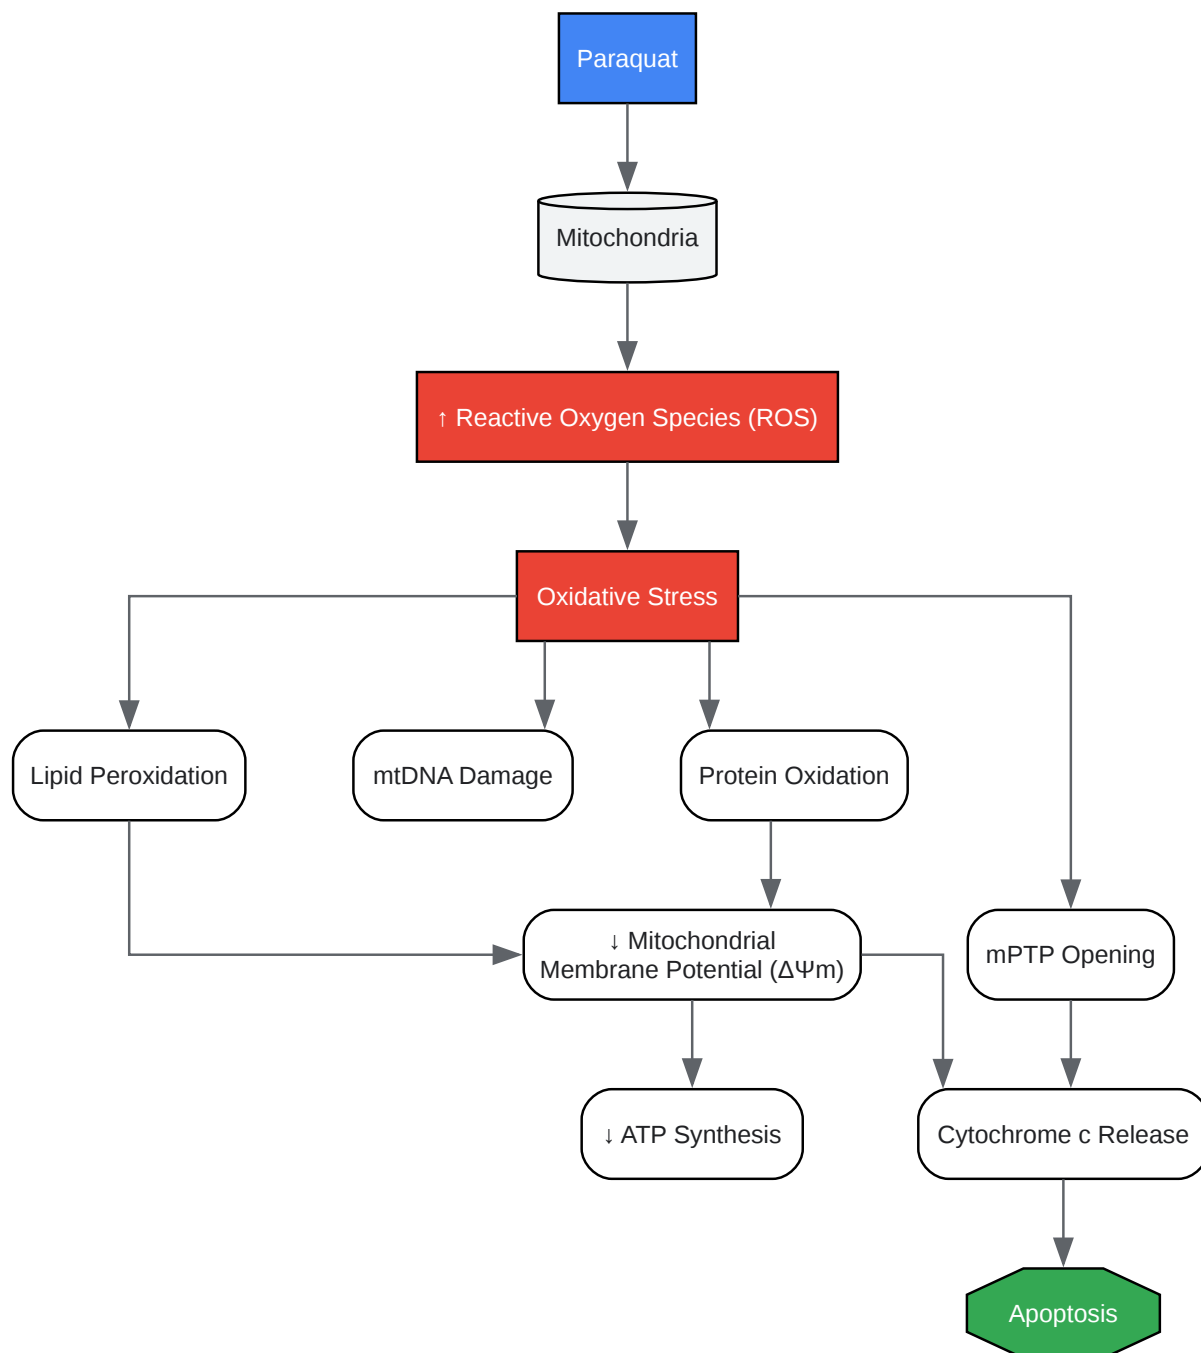 Paraquat
Mitochondria
↑ Reactive Oxygen Species (ROS)
Oxidative Stress
Lipid Peroxidation
mtDNA Damage
Protein Oxidation
↓ Mitochondrial
Membrane Potential (ΔΨm)
mPTP Opening
↓ ATP Synthesis
Cytochrome c Release
Apoptosis